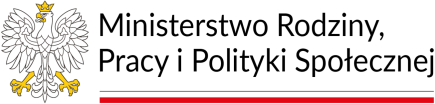 Ministerstwo Rodziny,
Pracy i Polityki Społecznej